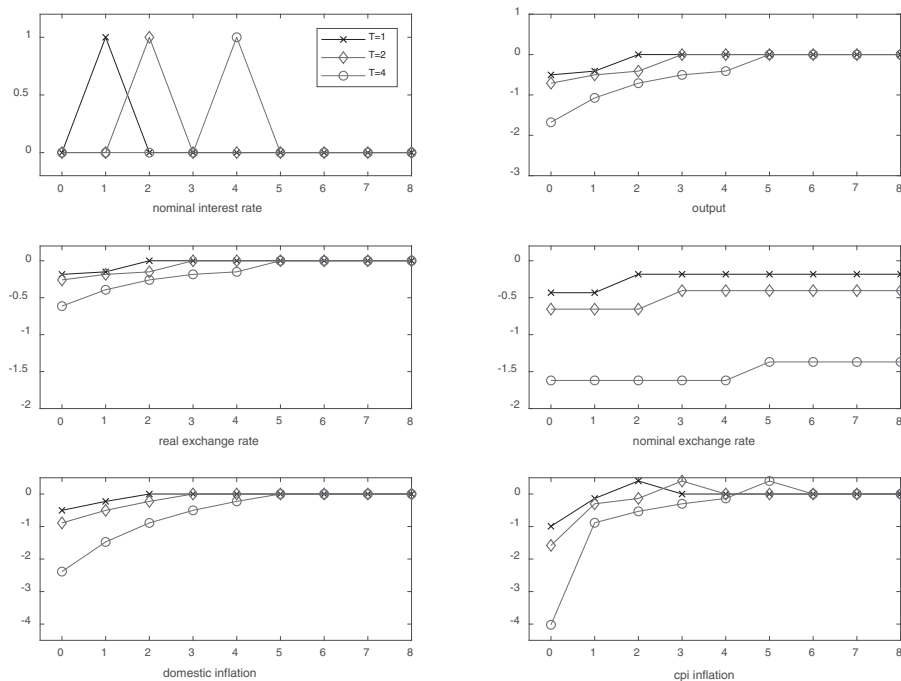 1
0.5
0
T=1
T=2
T=4
0 1 2 3 4 5 6 7 8
nominal interest rate
0
-1
-2
-3
0 1 2 3 4 5 6 7 8
output
0
-0.5
-1
-1.5
-2
0 1 2 3 4 5 6 7 8
real exchange rate
0
-0.5
-1
-1.5
-2
0 1 2 3 4 5 6 7 8
nominal exchange rate
0
-1
-2
-3
-4
0 1 2 3 4 5 6 7 8
domestic inflation
0
-1
-2
-3
-4
0 1 2 3 4 5 6 7 8
cpi inflation